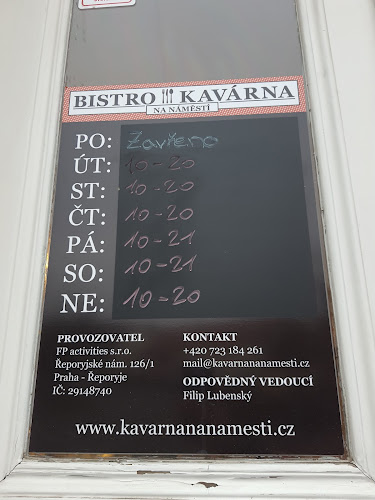 BISTRO KAVÁRNA
NA NÁMĚSTÍ
PO: Zavřeno
ÚT: 10-20
ST: 10-20
ČT: 10-20
PÁ: 10-21
SO: 10-21
NE: 10-20
PROVOZOVATEL
FP activities s.r.o.
Řeporyjské nám. 126/1
Praha - Řeporyje
IČ: 29148740
KONTAKT
+420 723 184 261
mail@kavarnananamesti.cz
ODPOVĚDNÝ VEDOUCÍ
Filip Lubenský
www.kavarnananamesti.cz